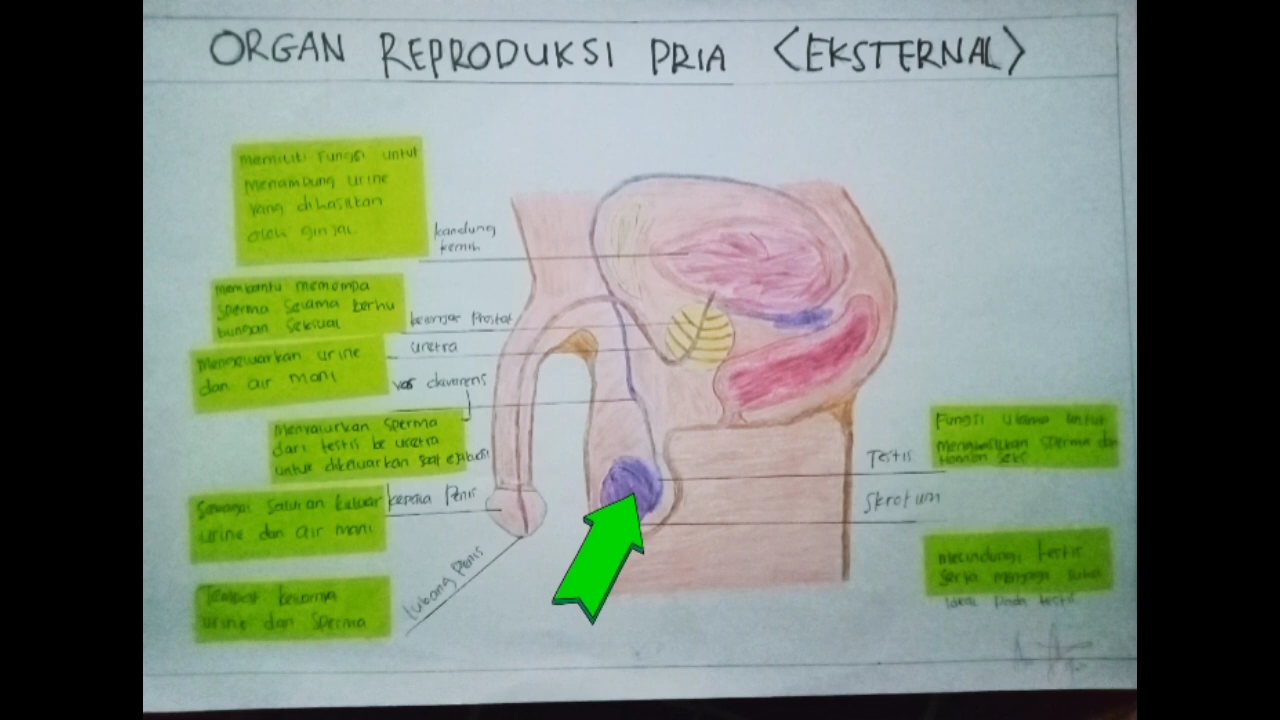 ORGAN REPRODUKSI PRIA <EKSTERNAL>
memiliki fungsi untuk
menampung urine
yang dihasilkan
oleh ginjal
kandung
kemih
membantu memompa
sperma selama berhu
bungan seksual
kelenjar Prostat
mengeluarkan urine
dan air mani
uretra
vas daverens
menyalurkan sperma
dari testis ke uretra
untuk dikeluarkan saat
Sebagai saluran keluar
urine dan air mani
kepala Penis
Tempat keluarnya
urine dan sperma
lubang Penis
Fungsi utama untuk
menghasilkan sperma dan
Hormon seks
Testis
Skrotum
melindungi testis
serta menjaga suhu
ideal pada testis